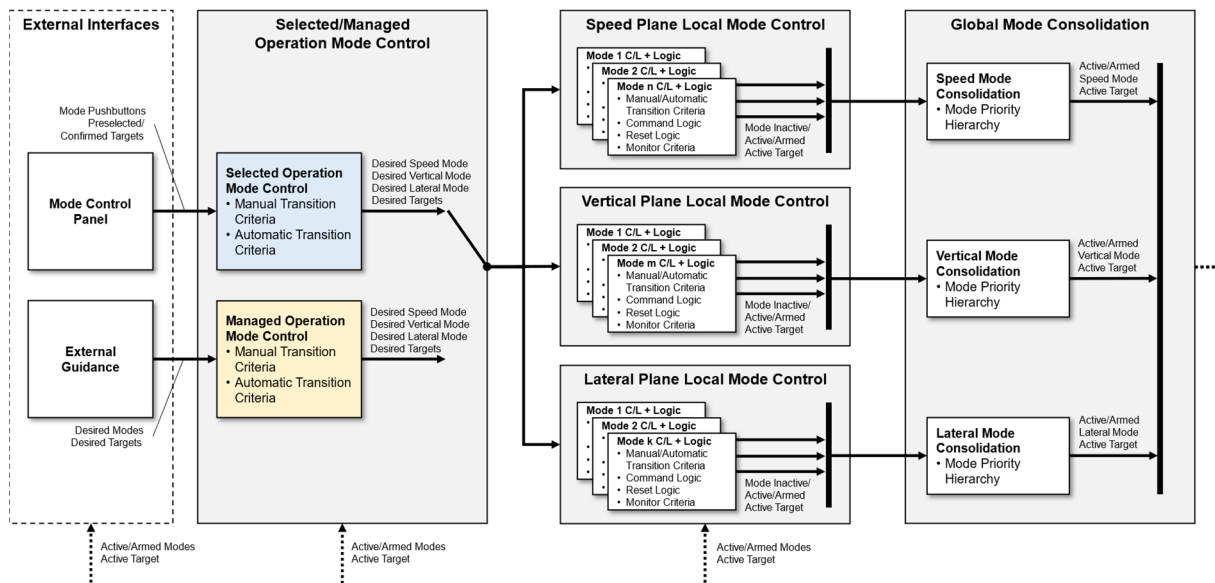 External Interfaces
Mode Pushbuttons
Preselected/
Confirmed Targets
Mode Control
Panel
External
Guidance
Desired Modes
Desired Targets
Active/Armed Modes
Active Target
Selected/Managed
Operation Mode Control
Selected Operation
Mode Control
• Manual Transition
Criteria
• Automatic Transition
Criteria
Desired Speed Mode
Desired Vertical Mode
Desired Lateral Mode
Desired Targets
Managed Operation
Mode Control
• Manual Transition
Criteria
• Automatic Transition
Criteria
Desired Speed Mode
Desired Vertical Mode
Desired Lateral Mode
Desired Targets
Active/Armed Modes
Active Target
Speed Plane Local Mode Control
Mode 1 C/L + Logic
Mode 2 C/L + Logic
Mode n C/L + Logic
• Manual/Automatic
Transition Criteria
• Command Logic
• Reset Logic
• Monitor Criteria
Mode Inactive/
Active/Armed
Active Target
Vertical Plane Local Mode Control
Mode 1 C/L + Logic
Mode 2 C/L + Logic
Mode m C/L + Logic
• Manual/Automatic
Transition Criteria
• Command Logic
• Reset Logic
• Monitor Criteria
Mode Inactive/
Active/Armed
Active Target
Lateral Plane Local Mode Control
Mode 1 C/L + Logic
Mode 2 C/L + Logic
Mode k C/L + Logic
• Manual/Automatic
Transition Criteria
• Command Logic
• Reset Logic
• Monitor Criteria
Mode Inactive/
Active/Armed
Active Target
Active/Armed Modes
Active Target
Global Mode Consolidation
Speed Mode
Consolidation
• Mode Priority
Hierarchy
Active/Armed
Speed Mode
Active Target
Vertical Mode
Consolidation
• Mode Priority
Hierarchy
Active/Armed
Vertical Mode
Active Target
Lateral Mode
Consolidation
• Mode Priority
Hierarchy
Active/Armed
Lateral Mode
Active Target